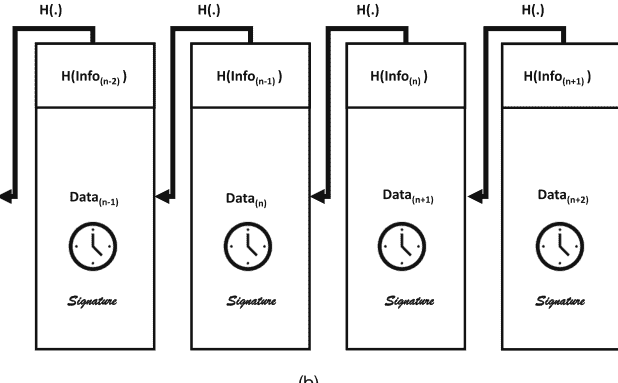 H(.) H(.) H(.) H(.)
H(Info(n-2)) H(Info(n-1)) H(Info(n)) H(Info(n+1))
Data(n-1) Data(n) Data(n+1) Data(n+2)
Signature Signature Signature Signature
(b)